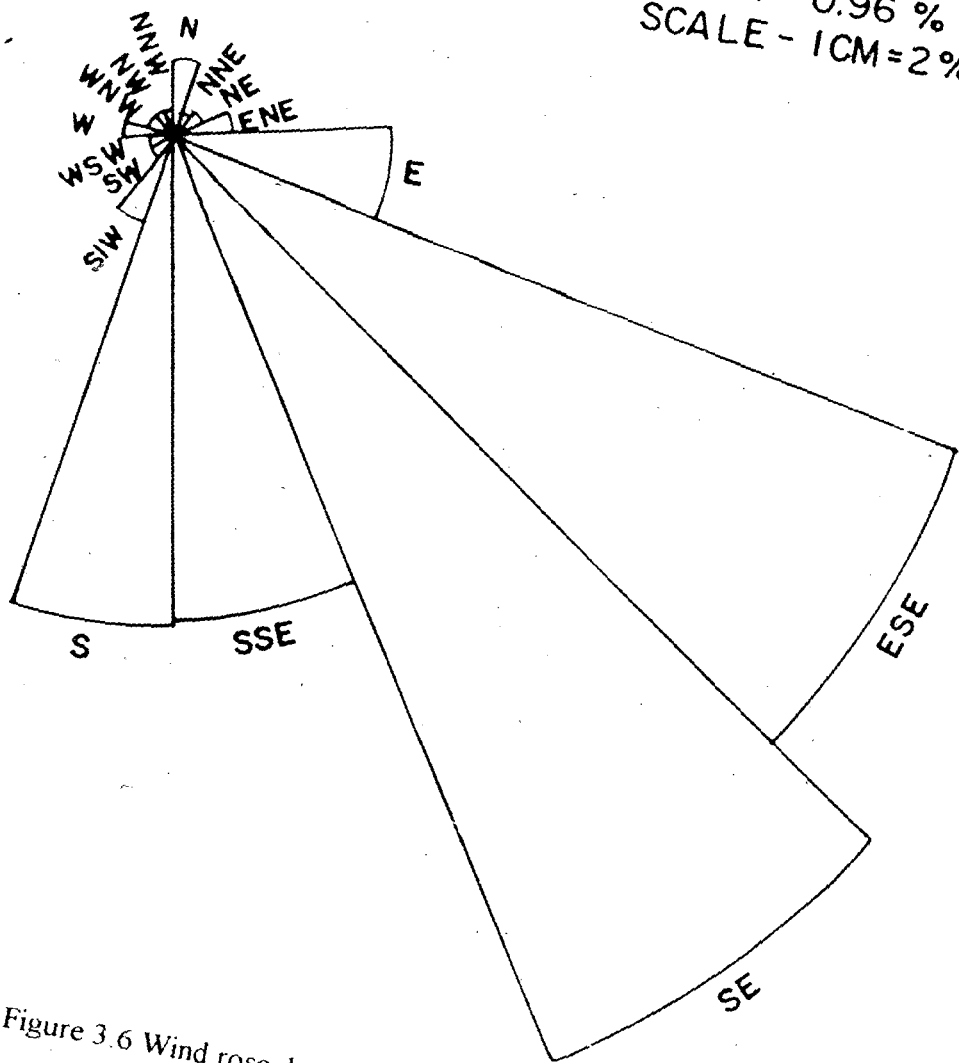 0.96 %
SCALE - 1CM=2%
N
NNE
NE
ENE
E
ESE
SE
SSE
S
SW
WSW
W
WNW
NW
NNW
Figure 3.6 Wind rose